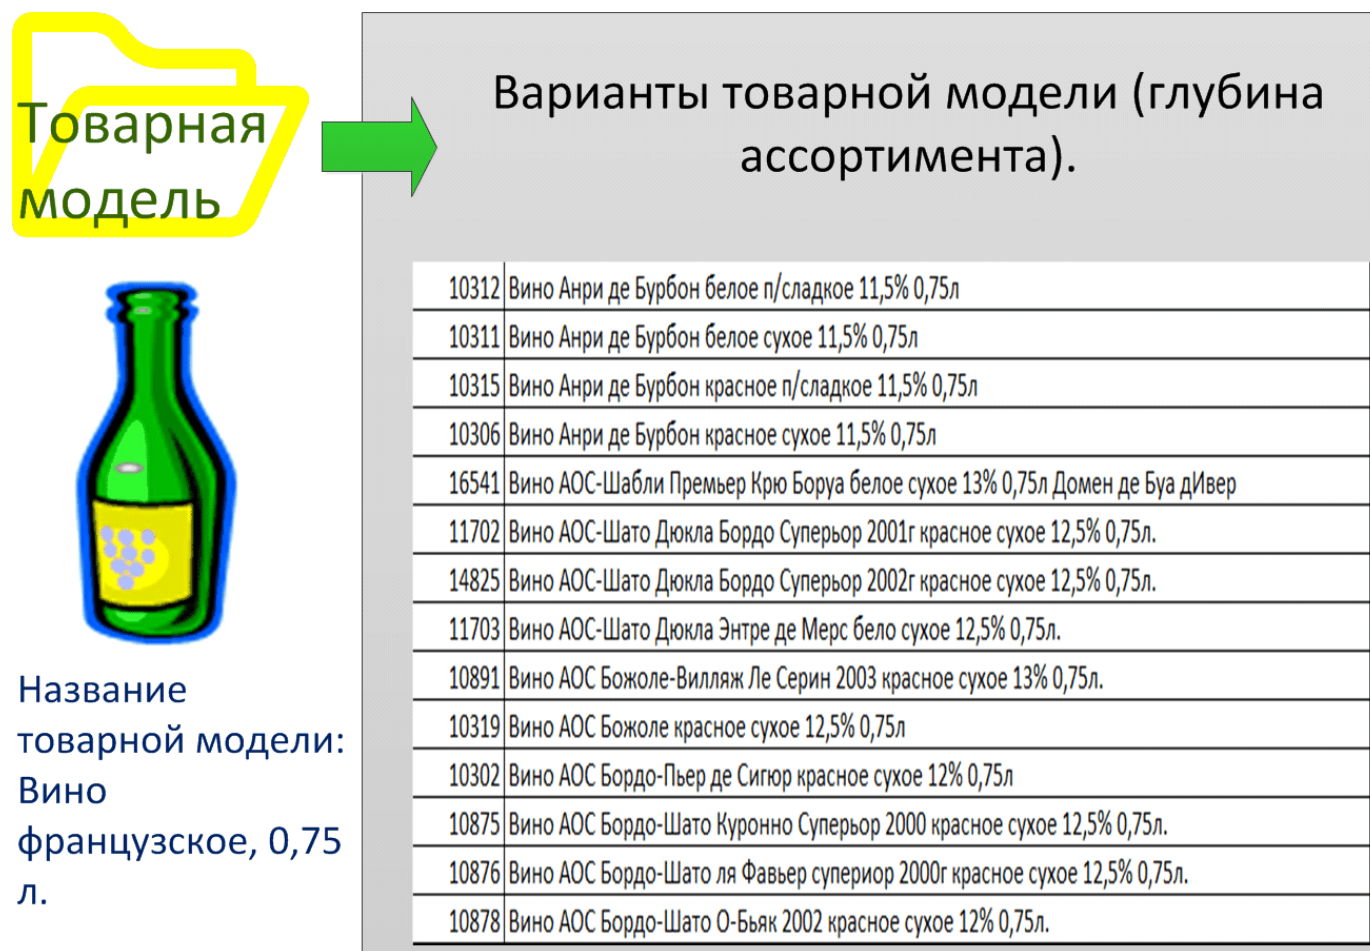 Товарная
модель
Варианты товарной модели (глубина
ассортимента).
10312 Вино Анри де Бурбон белое п/сладкое 11,5% 0,75л
10311 Вино Анри де Бурбон белое сухое 11,5% 0,75л
10315 Вино Анри де Бурбон красное п/сладкое 11,5% 0,75л
10306 Вино Анри де Бурбон красное сухое 11,5% 0,75л
16541 Вино АОС-Шабли Премьер Крю Боруа белое сухое 13% 0,75л Домен де Буа дИвер
11702 Вино АОС-Шато Дюкла Бордо Суперьор 2001г красное сухое 12,5% 0,75л.
14825 Вино АОС-Шато Дюкла Бордо Суперьор 2002г красное сухое 12,5% 0,75л.
11703 Вино АОС-Шато Дюкла Энтре де Мерс бело сухое 12,5% 0,75л.
10891 Вино АОС Божоле-Вилляж Ле Серин 2003 красное сухое 13% 0,75л.
10319 Вино АОС Божоле красное сухое 12,5% 0,75л
10302 Вино АОС Бордо-Пьер де Сигюр красное сухое 12% 0,75л
10875 Вино АОС Бордо-Шато Куронно Суперьор 2000 красное сухое 12,5% 0,75л.
10876 Вино АОС Бордо-Шато ля Фавьер супериор 2000г красное сухое 12,5% 0,75л.
10878 Вино АОС Бордо-Шато О-Бьяк 2002 красное сухое 12% 0,75л.
Название
товарной модели:
Вино
французское, 0,75
л.